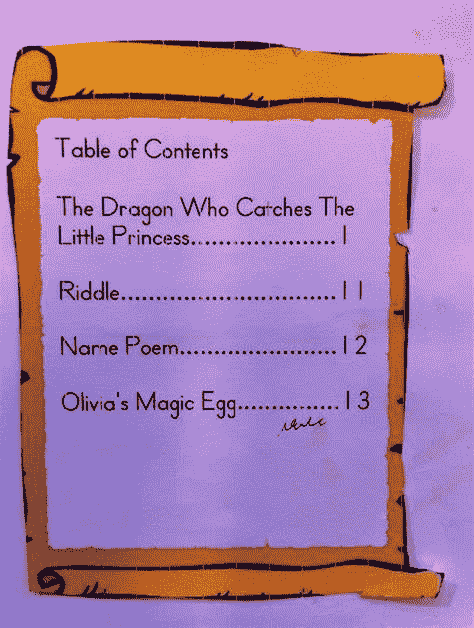 Table of Contents
The Dragon Who Catches The
Little Princess........................1
Riddle....................................11
Name Poem..........................12
Olivia's Magic Egg.................13